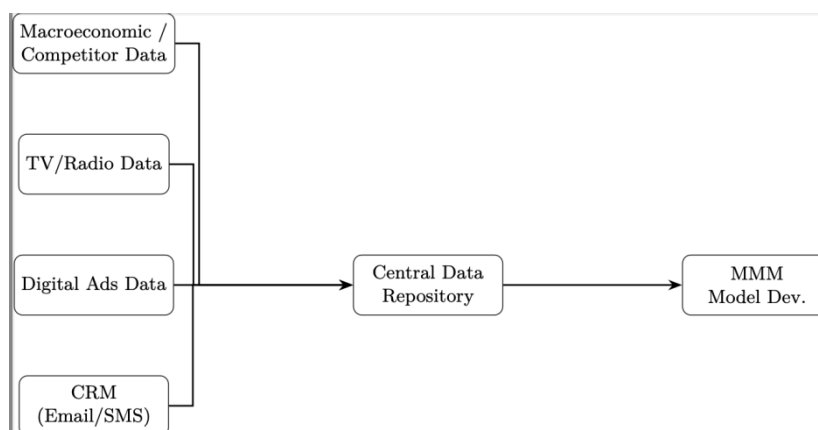 Macroeconomic /
Competitor Data
TV/Radio Data
Digital Ads Data
Central Data
Repository
MMM
Model Dev.
CRM
(Email/SMS)